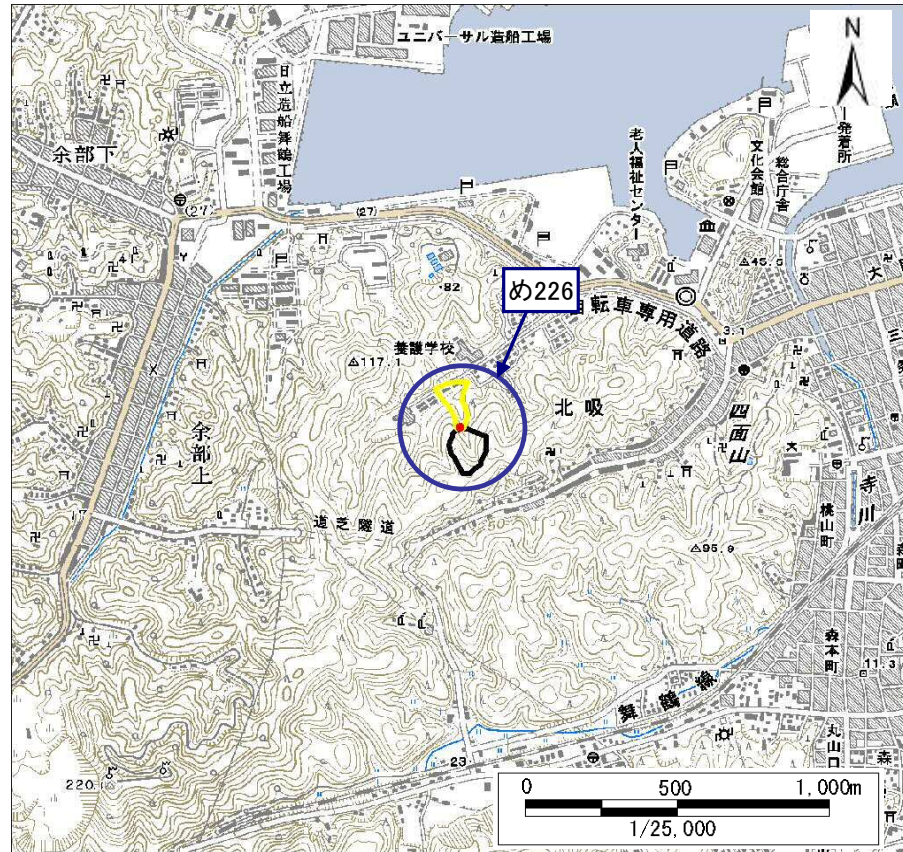 ユニバーサル造船工場
N
日立造船舞鶴工場
余部下
老人福祉センター
文化会館
総合庁舎
発着所
(27)
(27)
82
め226
45.5
自転車専用道路
3.1
養護学校
117.1
北吸
四面山
余部上
寺川
桃山町
道芝隧道
95.9
森本町
11.3
舞鶴線
丸山口
森
23
220
0 500 1,000m
1/25,000